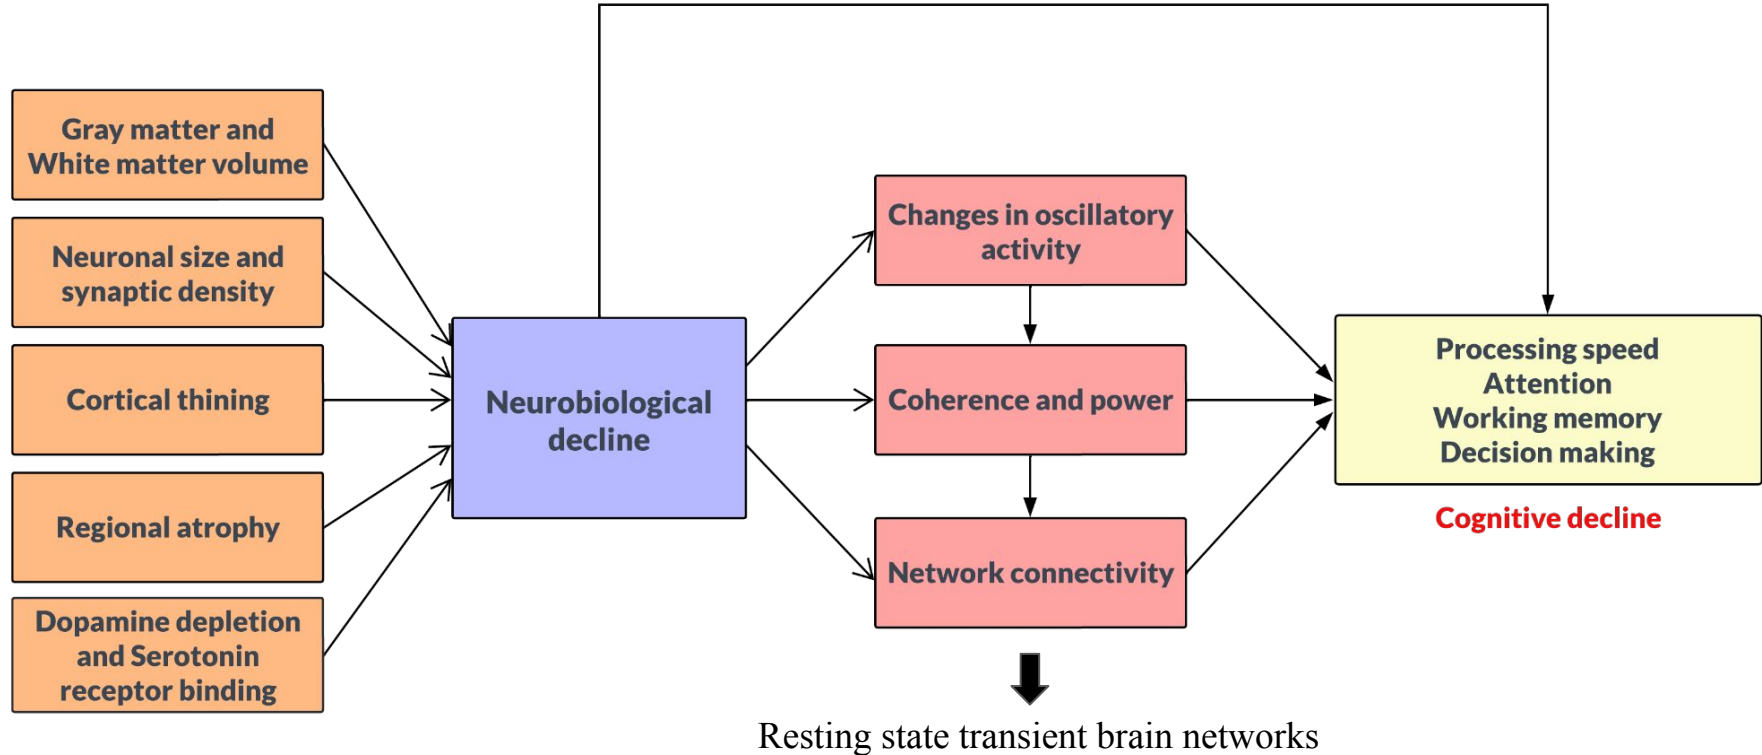 Gray matter and
White matter volume
Neuronal size and
synaptic density
Cortical thining
Regional atrophy
Dopamine depletion
and Serotonin
receptor binding
Neurobiological
decline
Changes in oscillatory
activity
Coherence and power
Network connectivity
Resting state transient brain networks
Processing speed
Attention
Working memory
Decision making
Cognitive decline